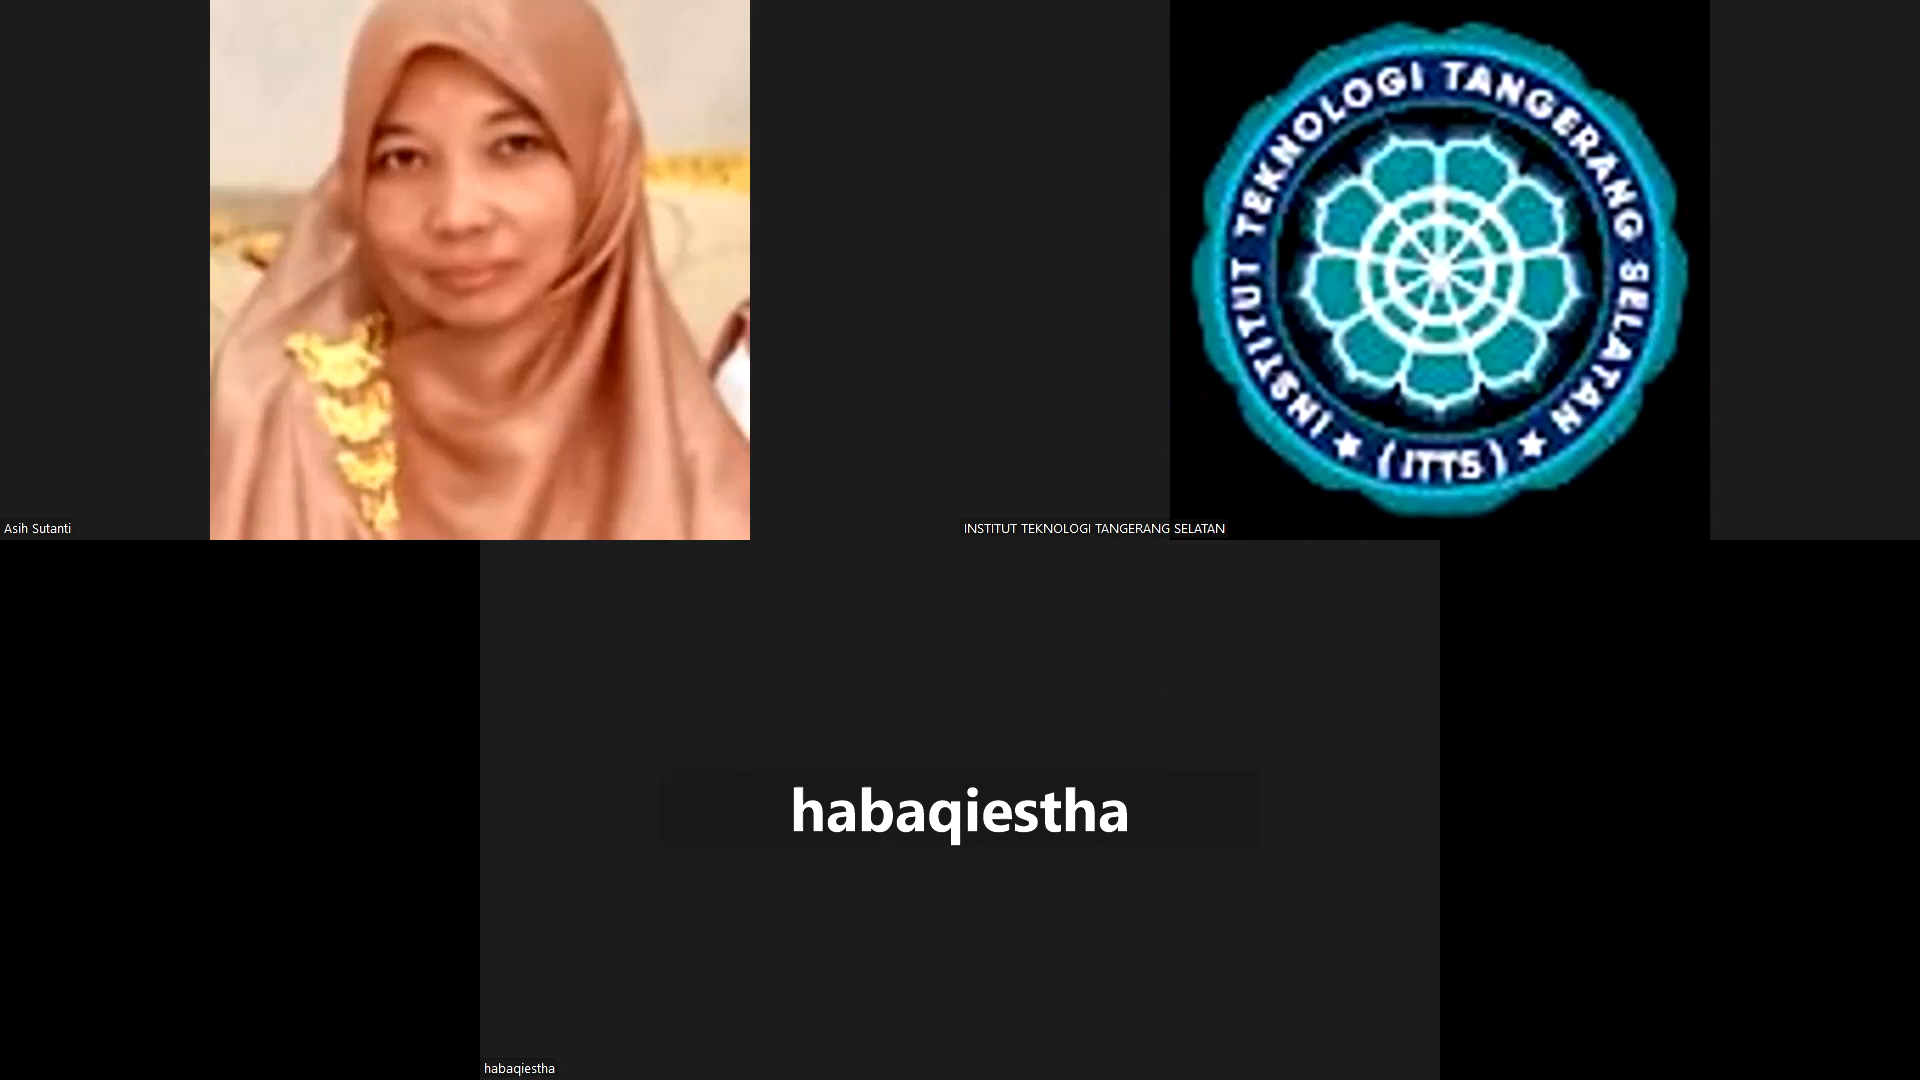 Asih Sutanti
INSTITUT TEKNOLOGI TANGERANG SELATAN
★ (ITTS) ★
INSTITUT TEKNOLOGI TANGERANG SELATAN
habaqiestha
habaqiestha